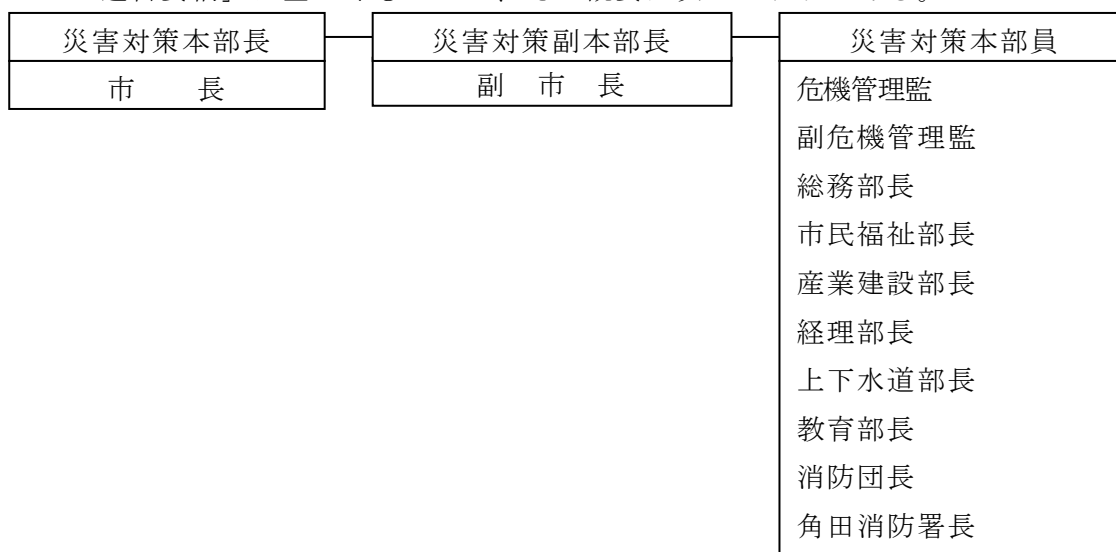 災害対策本部長
市　　長
災害対策副本部長
副　市　長
災害対策本部員
危機管理監
副危機管理監
総務部長
市民福祉部長
産業建設部長
経理部長
上下水道部長
教育部長
消防団長
角田消防署長